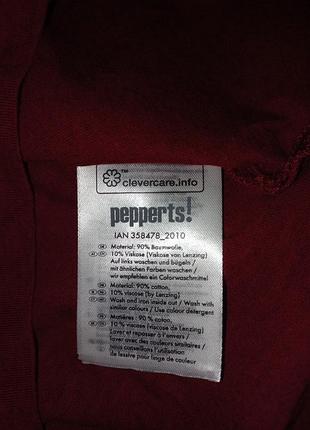 ™
clevercare.info
pepperts!
IAN 358478_2010
Material: 90% Baumwolle,
10% Viskose (Viskose von Lenzing)
Auf links waschen und bügeln /
mit ähnlichen Farben waschen /
wir empfehlen ein Colorwaschmittel
Material: 90% cotton,
10% viscose (by Lenzing)
Wash and iron inside out / Wash with
similar colours / Use colour detergent
Matières : 90 % coton,
10 % viscose (de Lenzing)
Laver et repasser à l'envers /
laver avec des couleurs similaires /
nous conseillons l'utilisation
de lessive pour linge de couleur